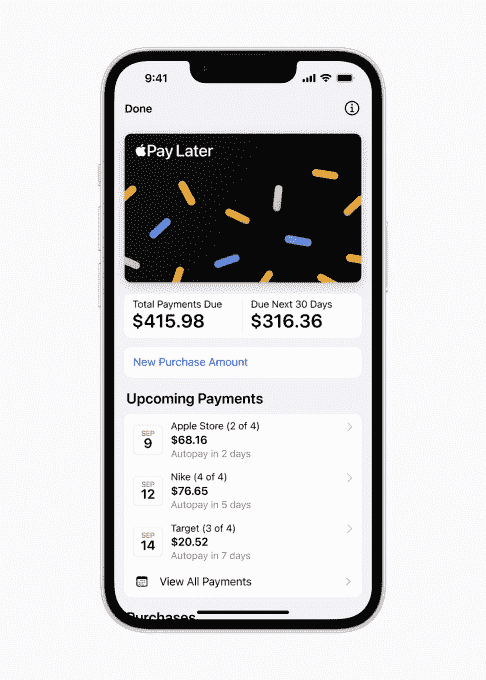 9:41
Done
Pay Later
Total Payments Due
Due Next 30 Days
$415.98
$316.36
New Purchase Amount
Upcoming Payments
SEP
9
Apple Store (2 of 4)
$68.16
Autopay in 2 days
SEP
12
Nike (4 of 4)
$76.65
Autopay in 5 days
SEP
14
Target (3 of 4)
$20.52
Autopay in 7 days
View All Payments
Purchases